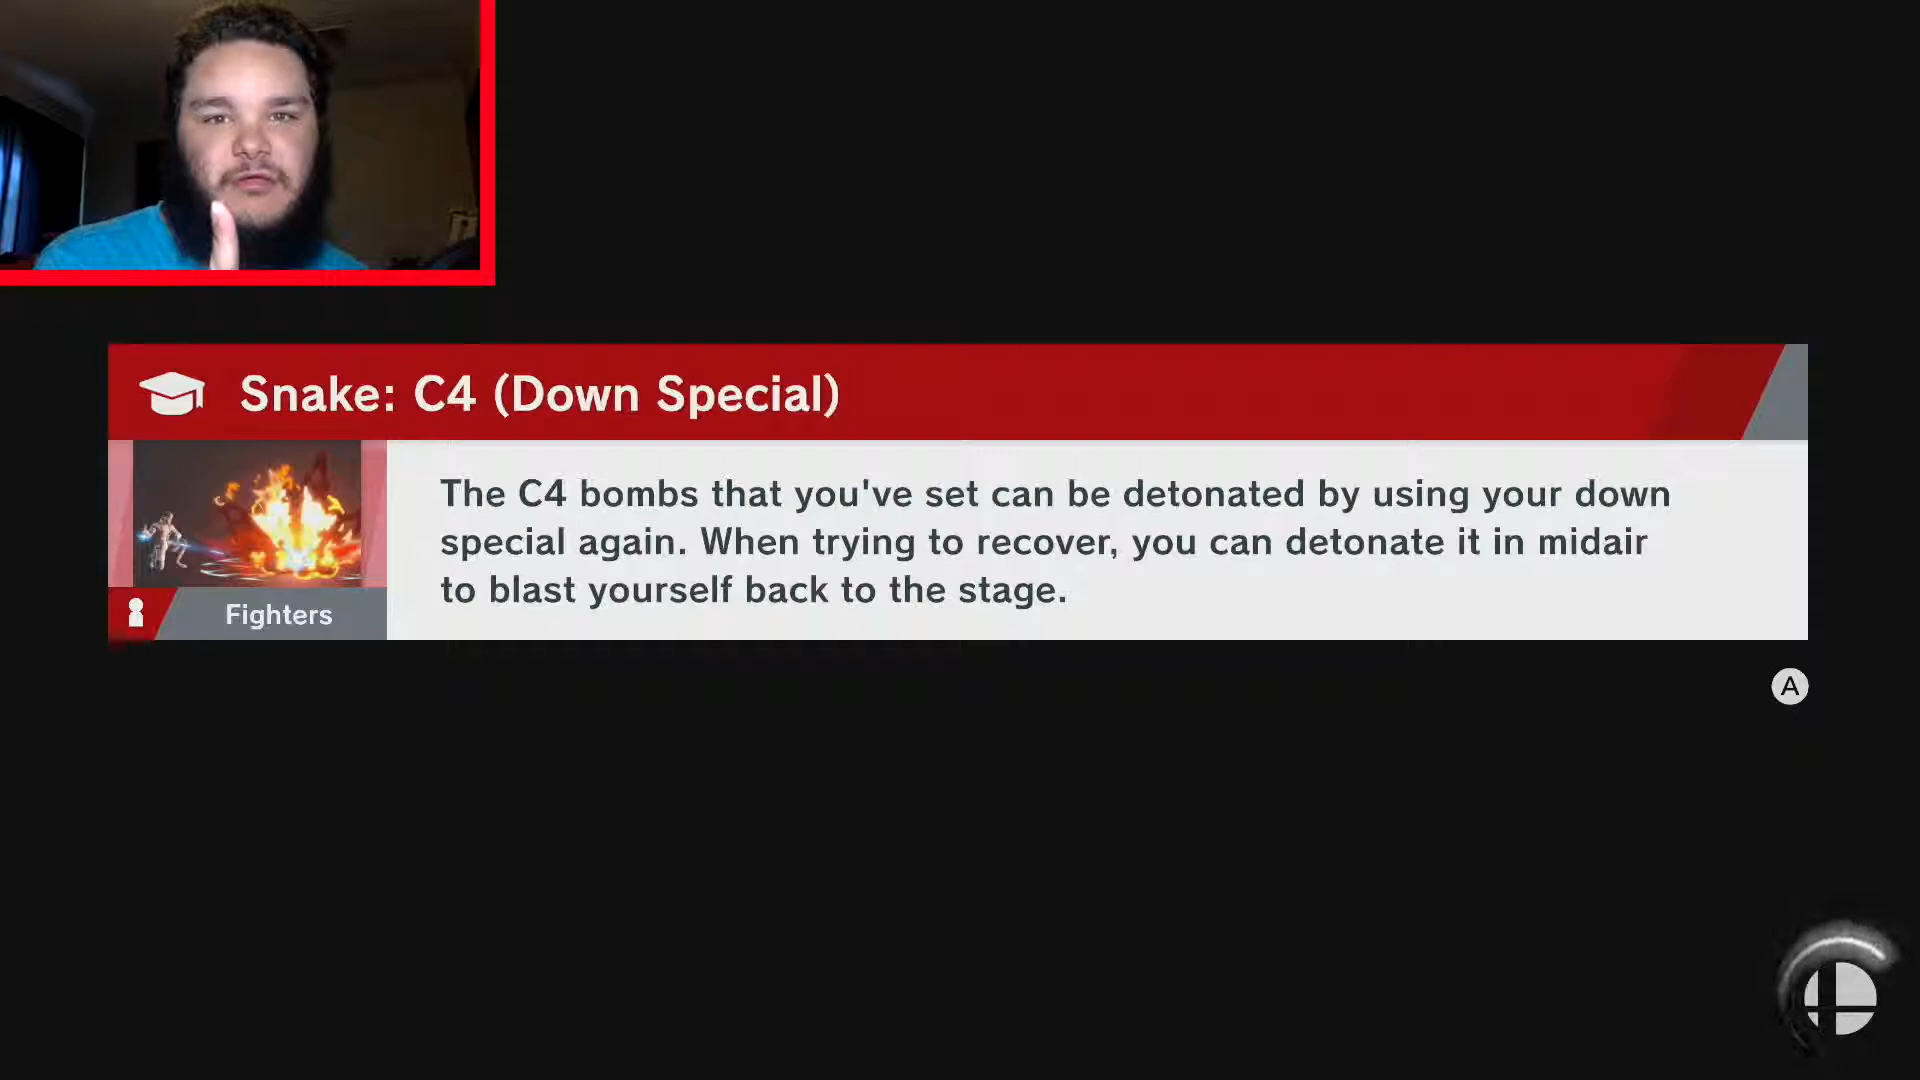 Snake: C4 (Down Special)
The C4 bombs that you've set can be detonated by using your down
special again. When trying to recover, you can detonate it in midair
to blast yourself back to the stage.
Fighters
A